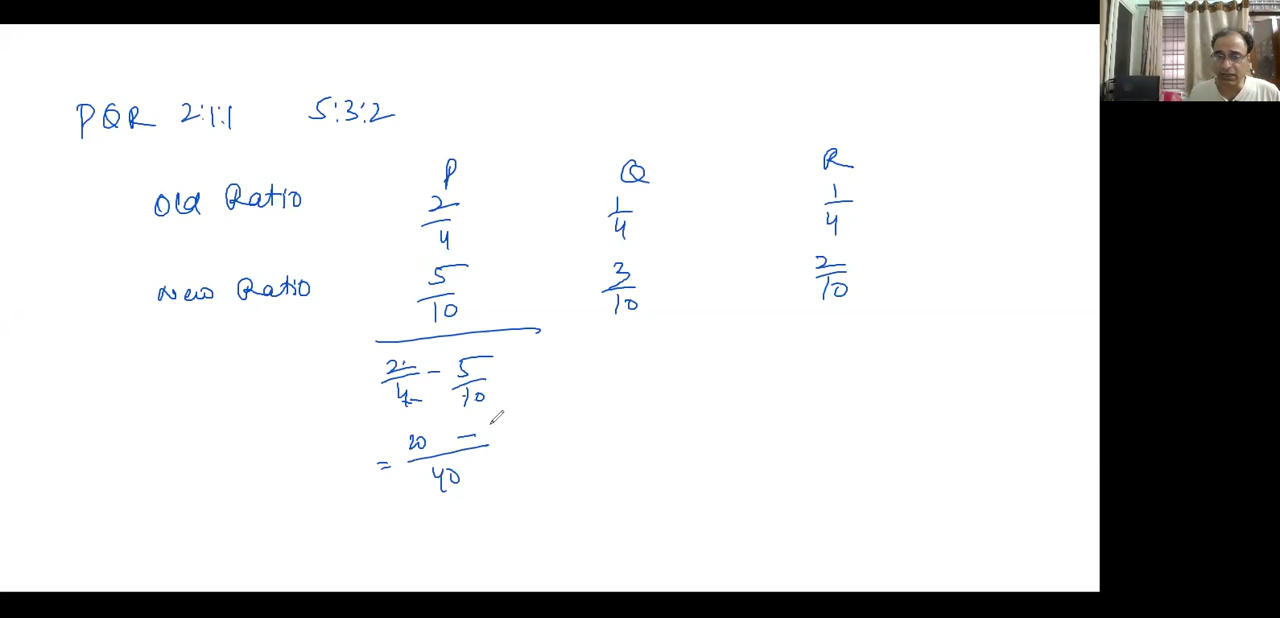 PQR 2:1:1 5:3:2
P Q R
Old Ratio 2/4 1/4 1/4
New Ratio 5/10 3/10 2/10
2/4 - 5/10
= 20 - / 40